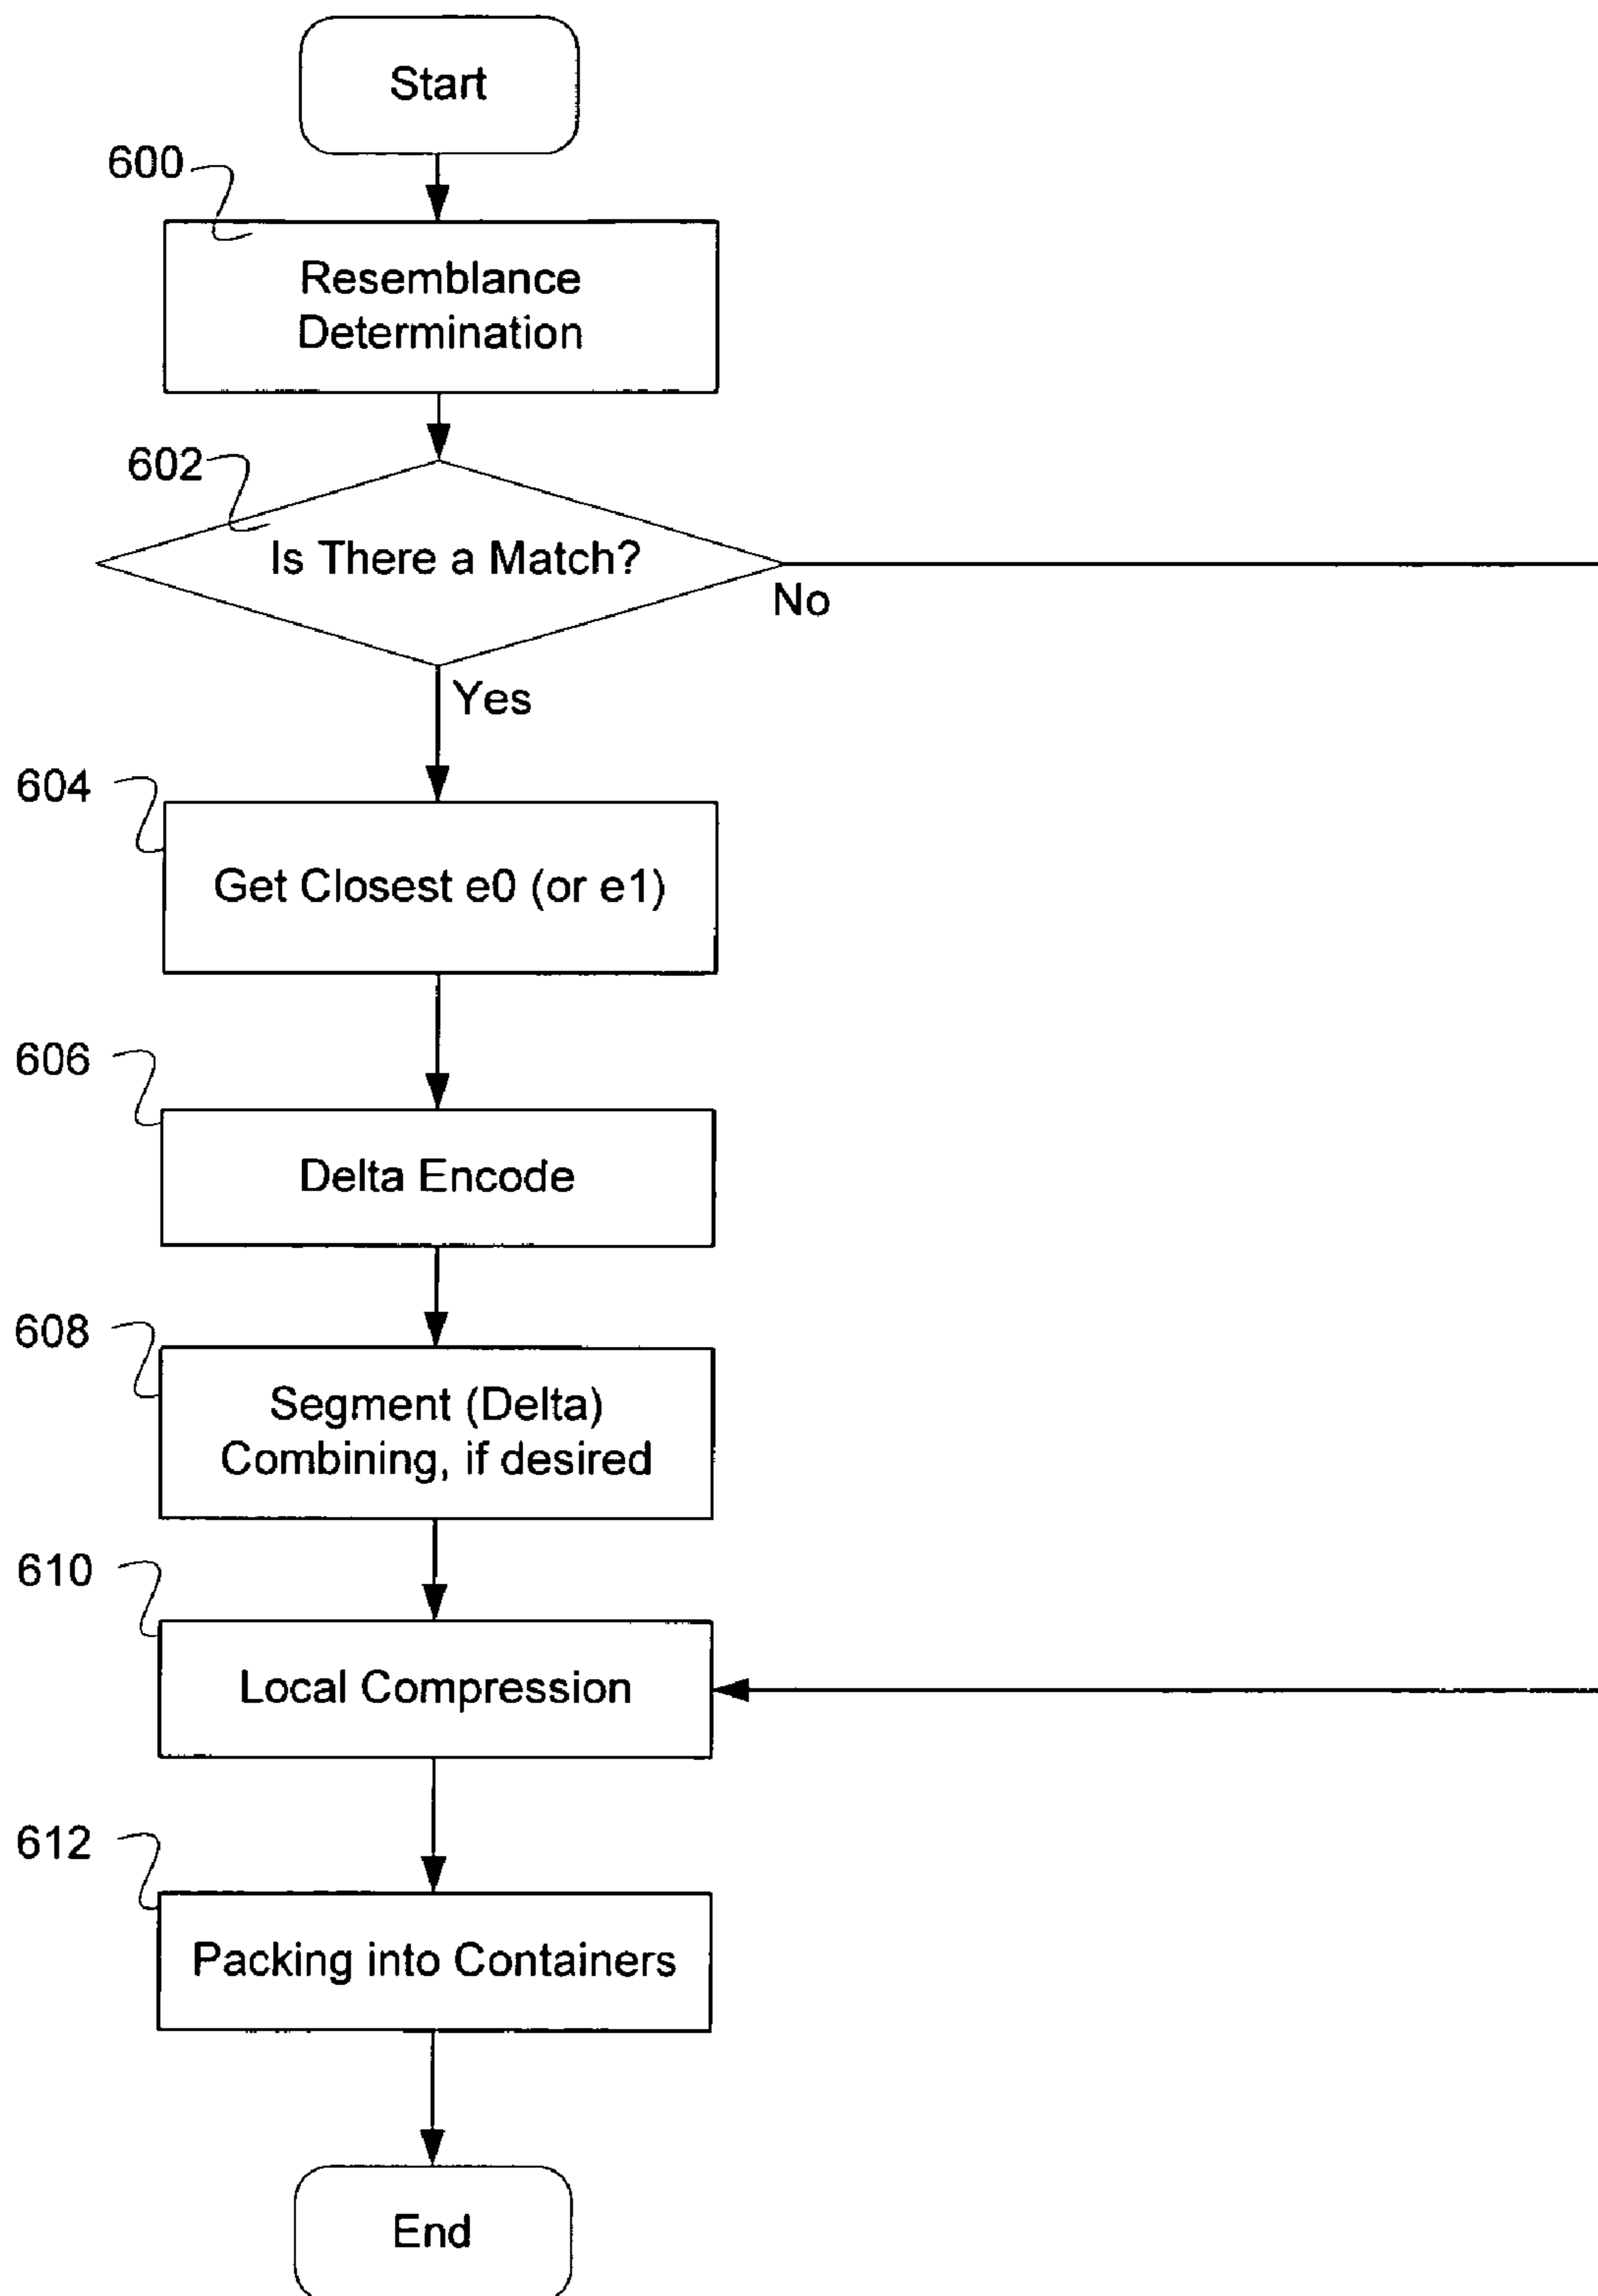 Start
600
Resemblance
Determination
602
Is There a Match?
No
Yes
604
Get Closest e0 (or e1)
606
Delta Encode
608
Segment (Delta)
Combining, if desired
610
Local Compression
612
Packing into Containers
End